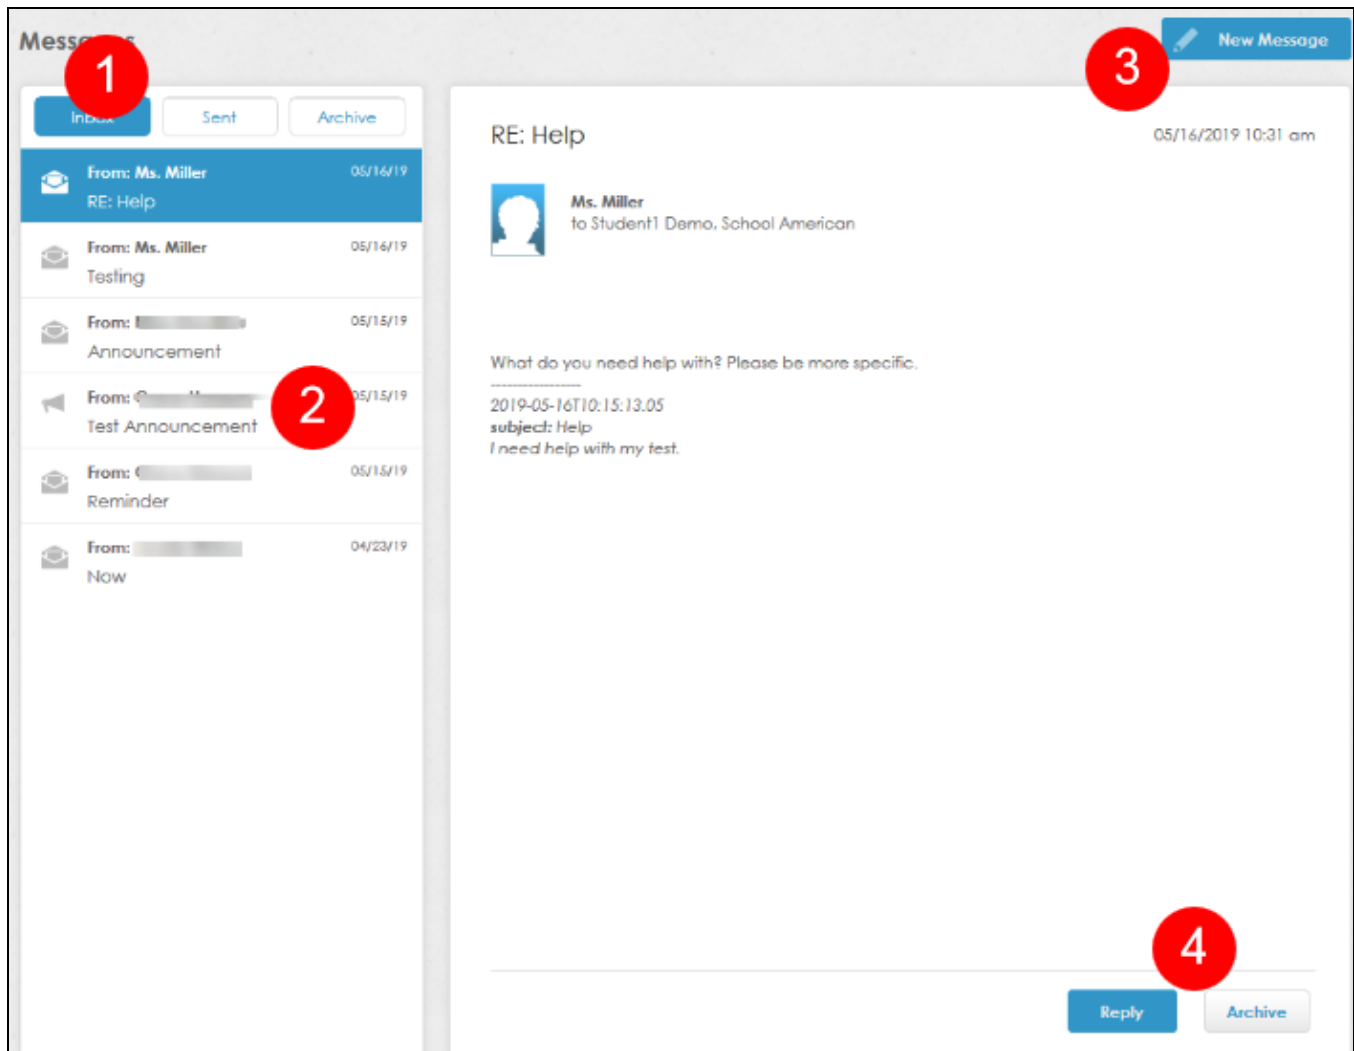 Messages
New Message
1
3
Inbox
Sent
Archive
From: Ms. Miller
05/16/19
RE: Help
From: Ms. Miller
05/16/19
Testing
From:
05/15/19
Announcement
From:
05/15/19
Test Announcement
2
From:
05/15/19
Reminder
From:
04/23/19
Now
RE: Help
05/16/2019 10:31 am
Ms. Miller
to Student1 Demo, School American
What do you need help with? Please be more specific.
-----------------
2019-05-16T10:15:13.05
subject: Help
I need help with my test.
4
Reply
Archive